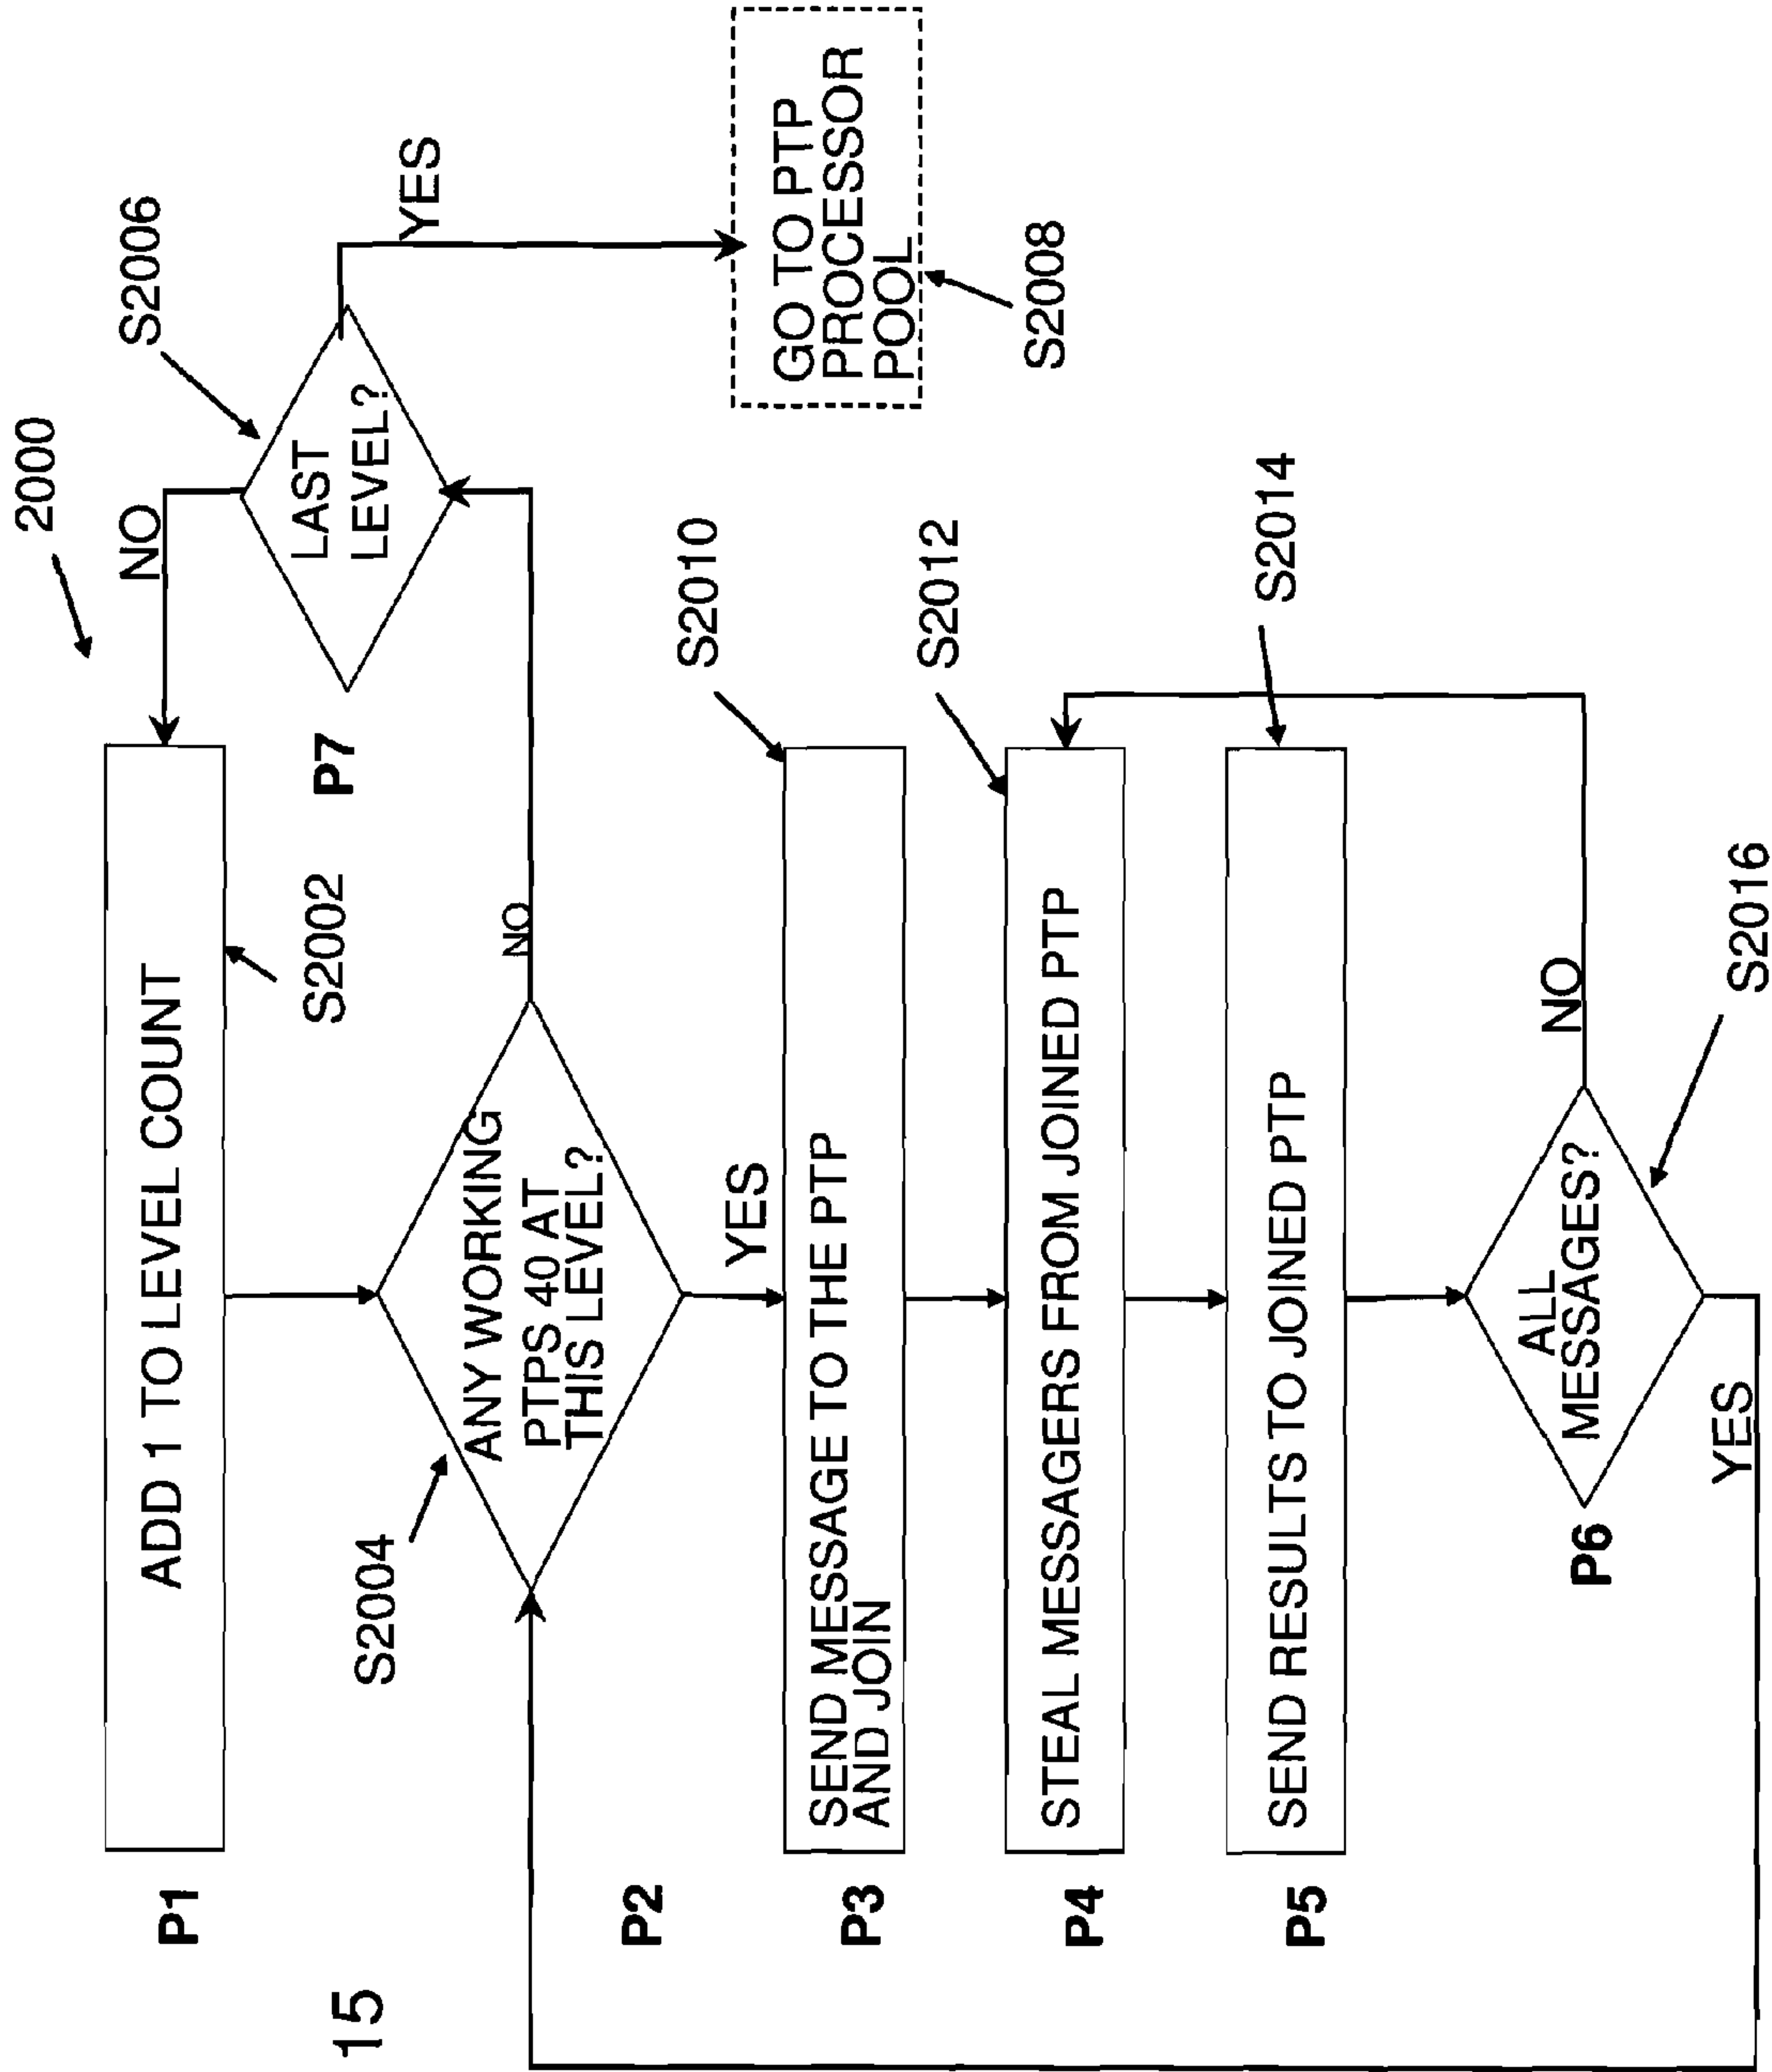 15
2000
P1
ADD 1 TO LEVEL COUNT
S2002
NO
P7
LAST
LEVEL?
S2006
YES
GO TO PTP
PROCESSOR
POOL
S2008
P2
S2004
ANY WORKING
PTPS 40 AT
THIS LEVEL?
NO
YES
P3
SEND MESSAGE TO THE PTP
AND JOIN
S2010
P4
STEAL MESSAGERS FROM JOINED PTP
S2012
P5
SEND RESULTS TO JOINED PTP
S2014
P6
ALL
MESSAGES?
NO
YES
S2016